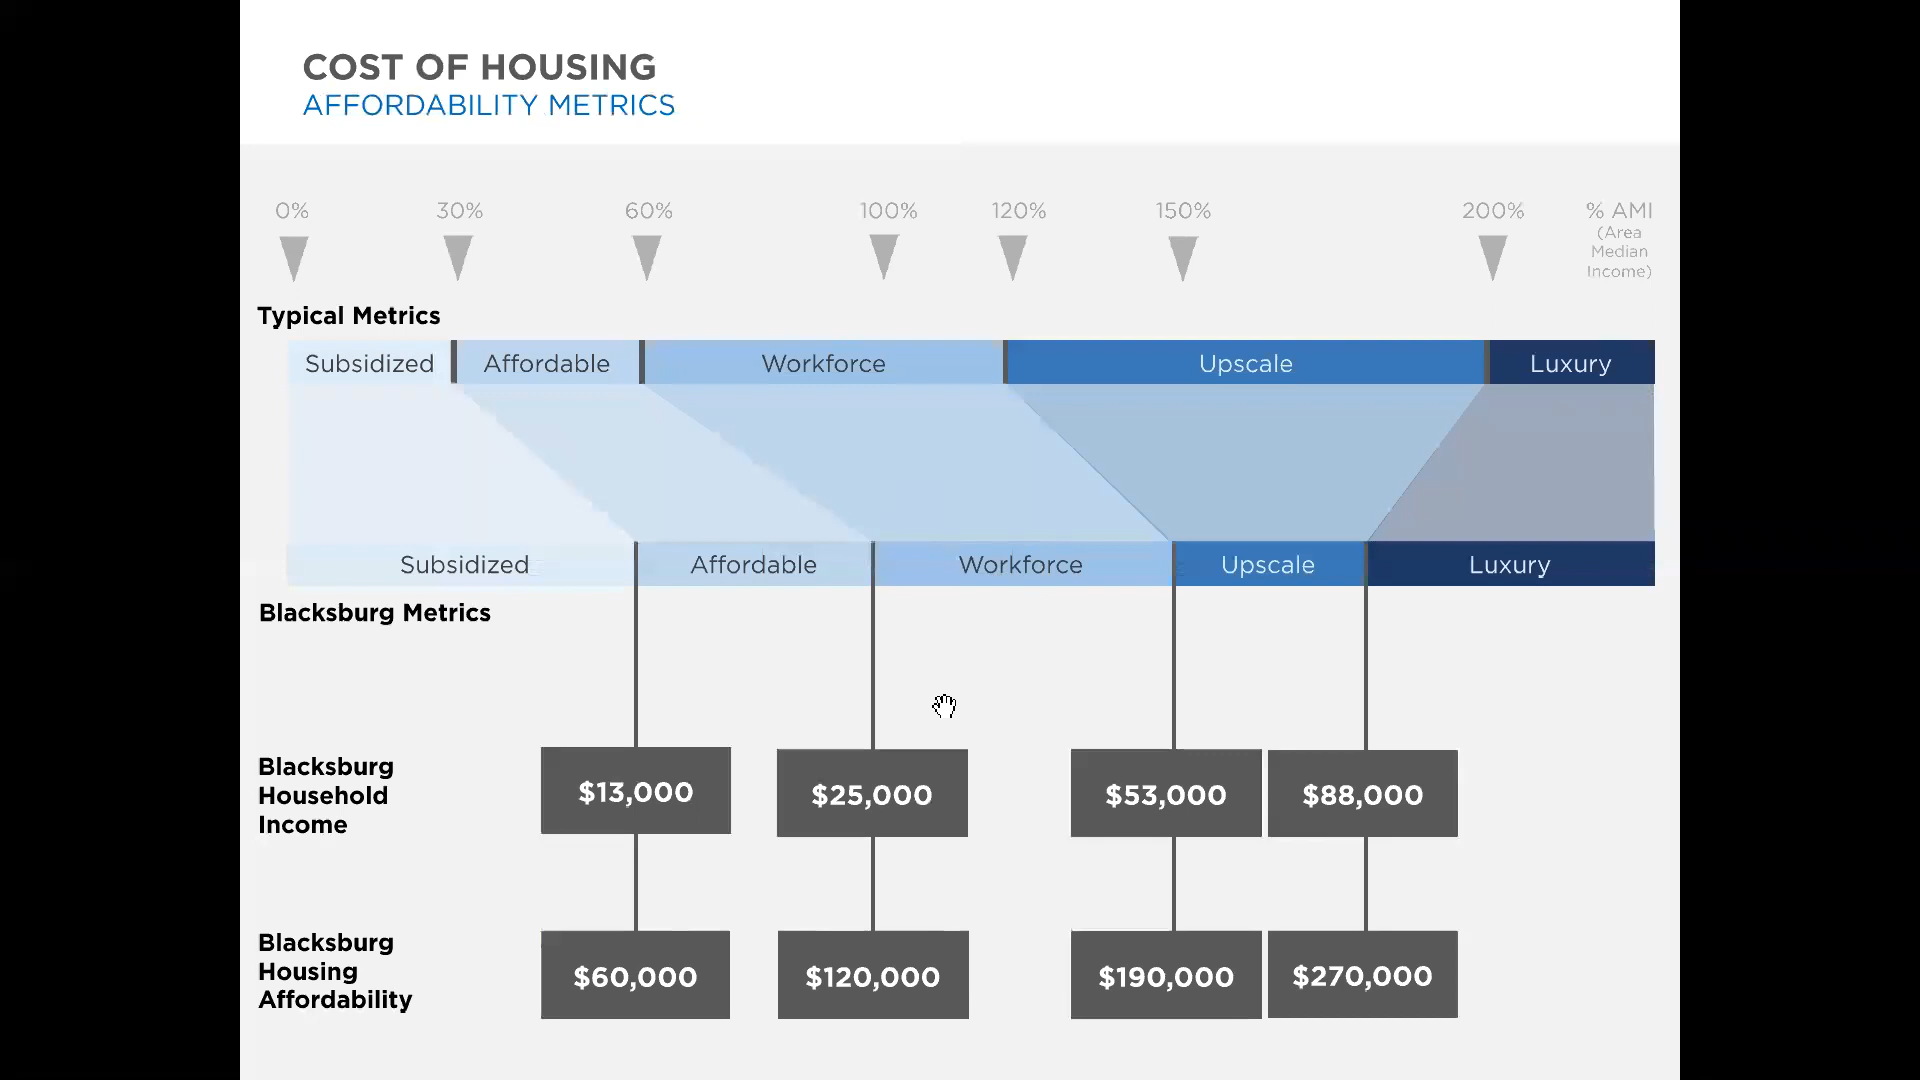 COST OF HOUSING
AFFORDABILITY METRICS
0% 30% 60% 100% 120% 150% 200% % AMI
(Area
Median
Income)
Typical Metrics
Subsidized Affordable Workforce Upscale Luxury
Subsidized Affordable Workforce Upscale Luxury
Blacksburg Metrics
Blacksburg
Household
Income
$13,000 $25,000 $53,000 $88,000
Blacksburg
Housing
Affordability
$60,000 $120,000 $190,000 $270,000